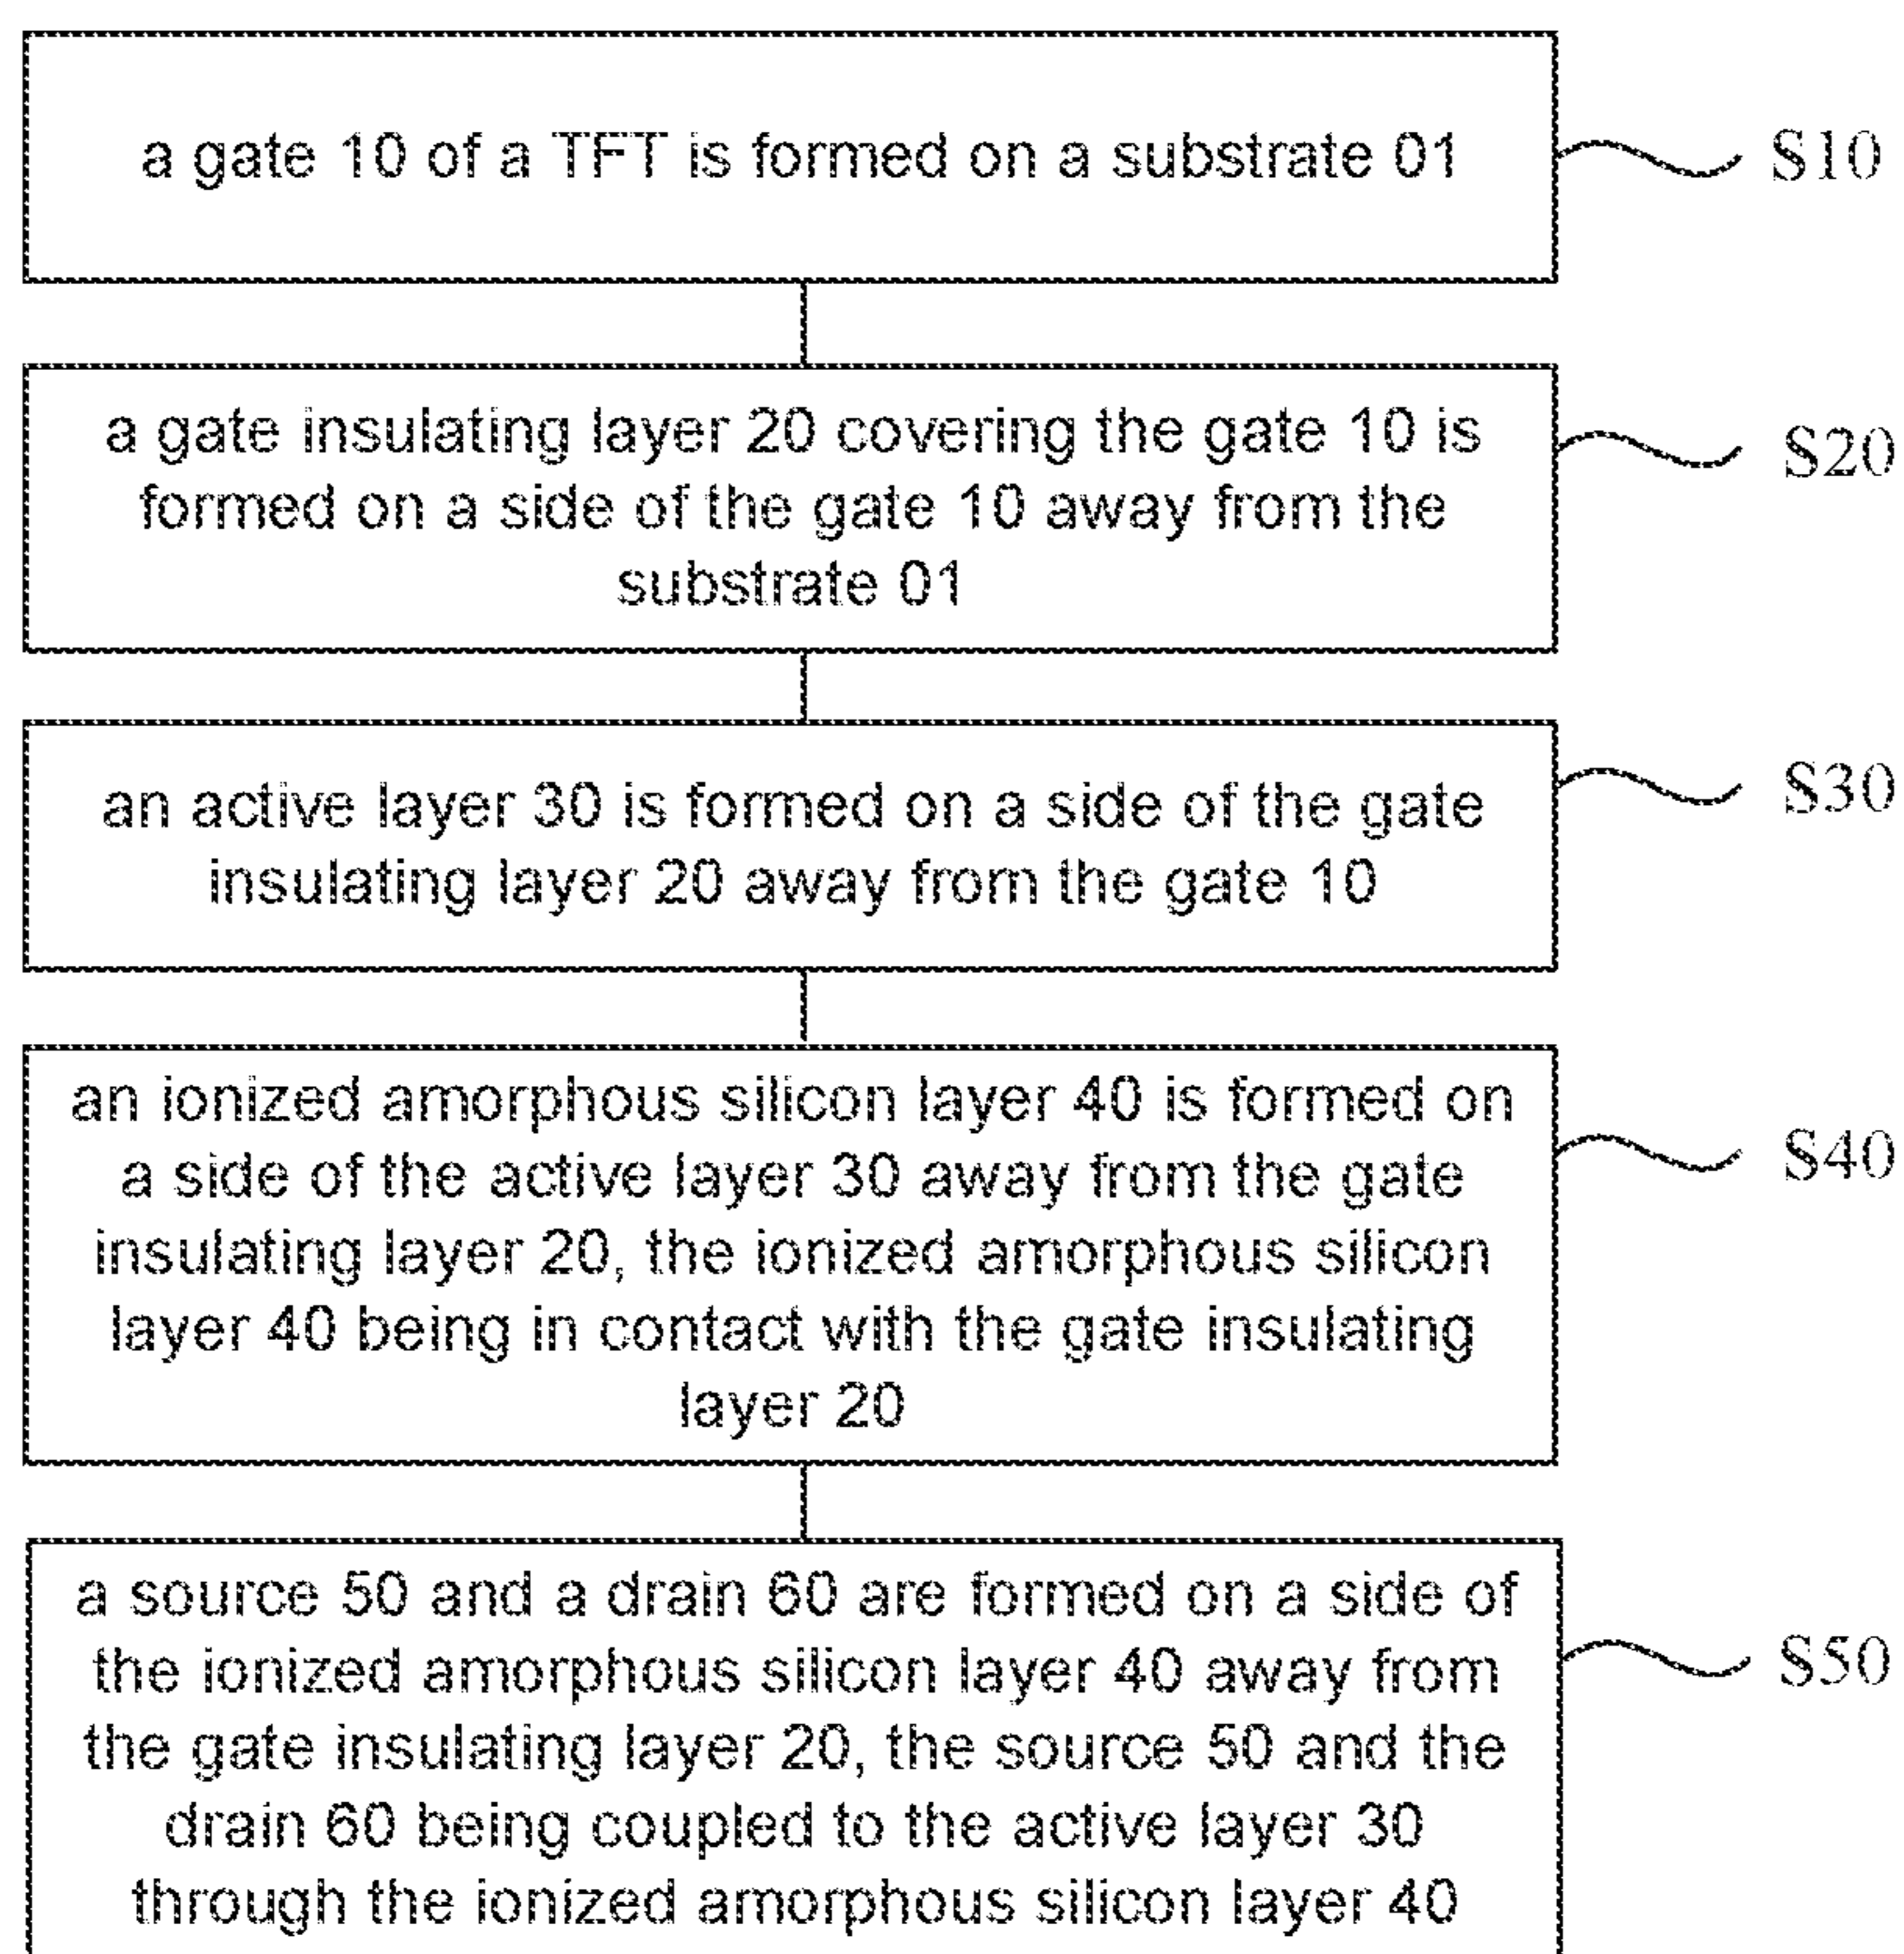 a gate 10 of a TFT is formed on a substrate 01
S10
a gate insulating layer 20 covering the gate 10 is
formed on a side of the gate 10 away from the
substrate 01
S20
an active layer 30 is formed on a side of the gate
insulating layer 20 away from the gate 10
S30
an ionized amorphous silicon layer 40 is formed on
a side of the active layer 30 away from the gate
insulating layer 20, the ionized amorphous silicon
layer 40 being in contact with the gate insulating
layer 20
S40
a source 50 and a drain 60 are formed on a side of
the ionized amorphous silicon layer 40 away from
the gate insulating layer 20, the source 50 and the
drain 60 being coupled to the active layer 30
through the ionized amorphous silicon layer 40
S50